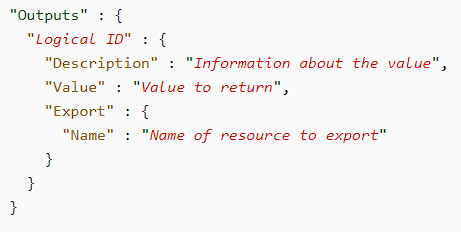 "Outputs" : {
  "Logical ID" : {
    "Description" : "Information about the value",
    "Value" : "Value to return",
    "Export" : {
      "Name" : "Name of resource to export"
    }
  }
}